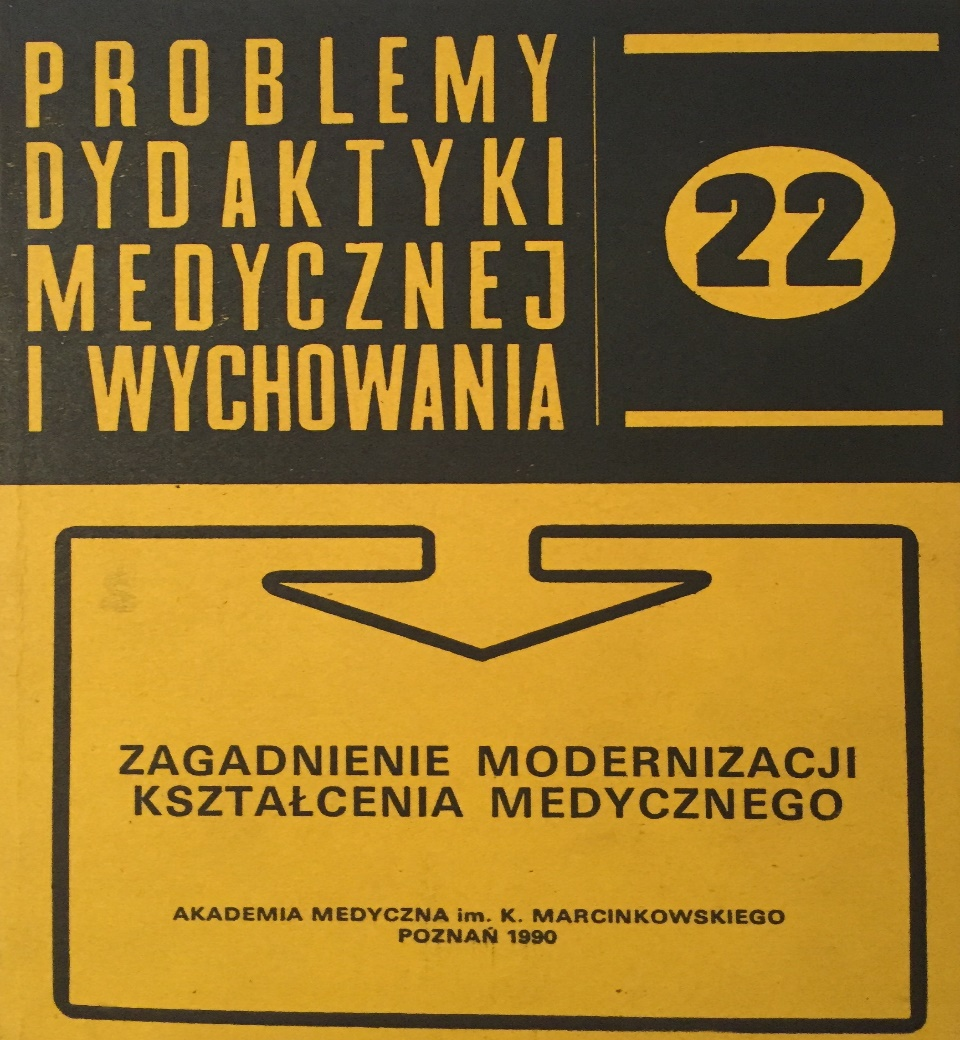 PROBLEMY
DYDAKTYKI
MEDYCZNEJ
I WYCHOWANIA
22
ZAGADNIENIE MODERNIZACJI
KSZTAŁCENIA MEDYCZNEGO
AKADEMIA MEDYCZNA im. K. MARCINKOWSKIEGO
POZNAŃ 1990